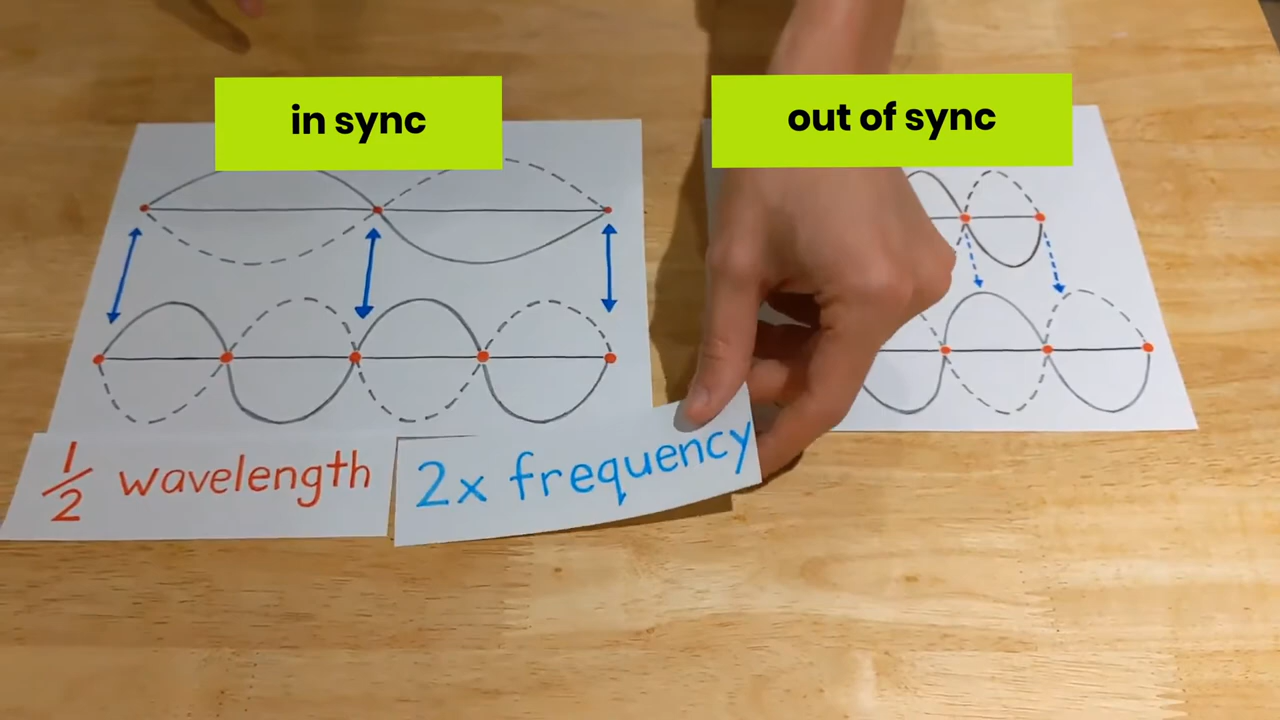 in sync
out of sync
1/2 wavelength
2x frequency